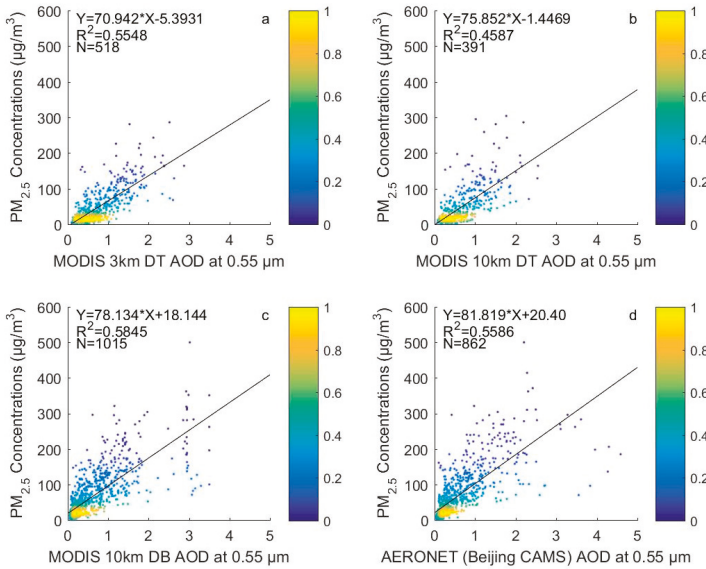 Y=70.942*X-5.3931
R²=0.5548
N=518
a
600
500
400
300
200
100
0
PM2.5 Concentrations (µg/m³)
0 1 2 3 4 5
MODIS 3km DT AOD at 0.55 µm
1
0.8
0.6
0.4
0.2
0
Y=75.852*X-1.4469
R²=0.4587
N=391
b
600
500
400
300
200
100
0
PM2.5 Concentrations (µg/m³)
0 1 2 3 4 5
MODIS 10km DT AOD at 0.55 µm
1
0.8
0.6
0.4
0.2
0
Y=78.134*X+18.144
R²=0.5845
N=1015
c
600
500
400
300
200
100
0
PM2.5 Concentrations (µg/m³)
0 1 2 3 4 5
MODIS 10km DB AOD at 0.55 µm
1
0.8
0.6
0.4
0.2
0
Y=81.819*X+20.40
R²=0.5586
N=862
d
600
500
400
300
200
100
0
PM2.5 Concentrations (µg/m³)
0 1 2 3 4 5
AERONET (Beijing CAMS) AOD at 0.55 µm
1
0.8
0.6
0.4
0.2
0